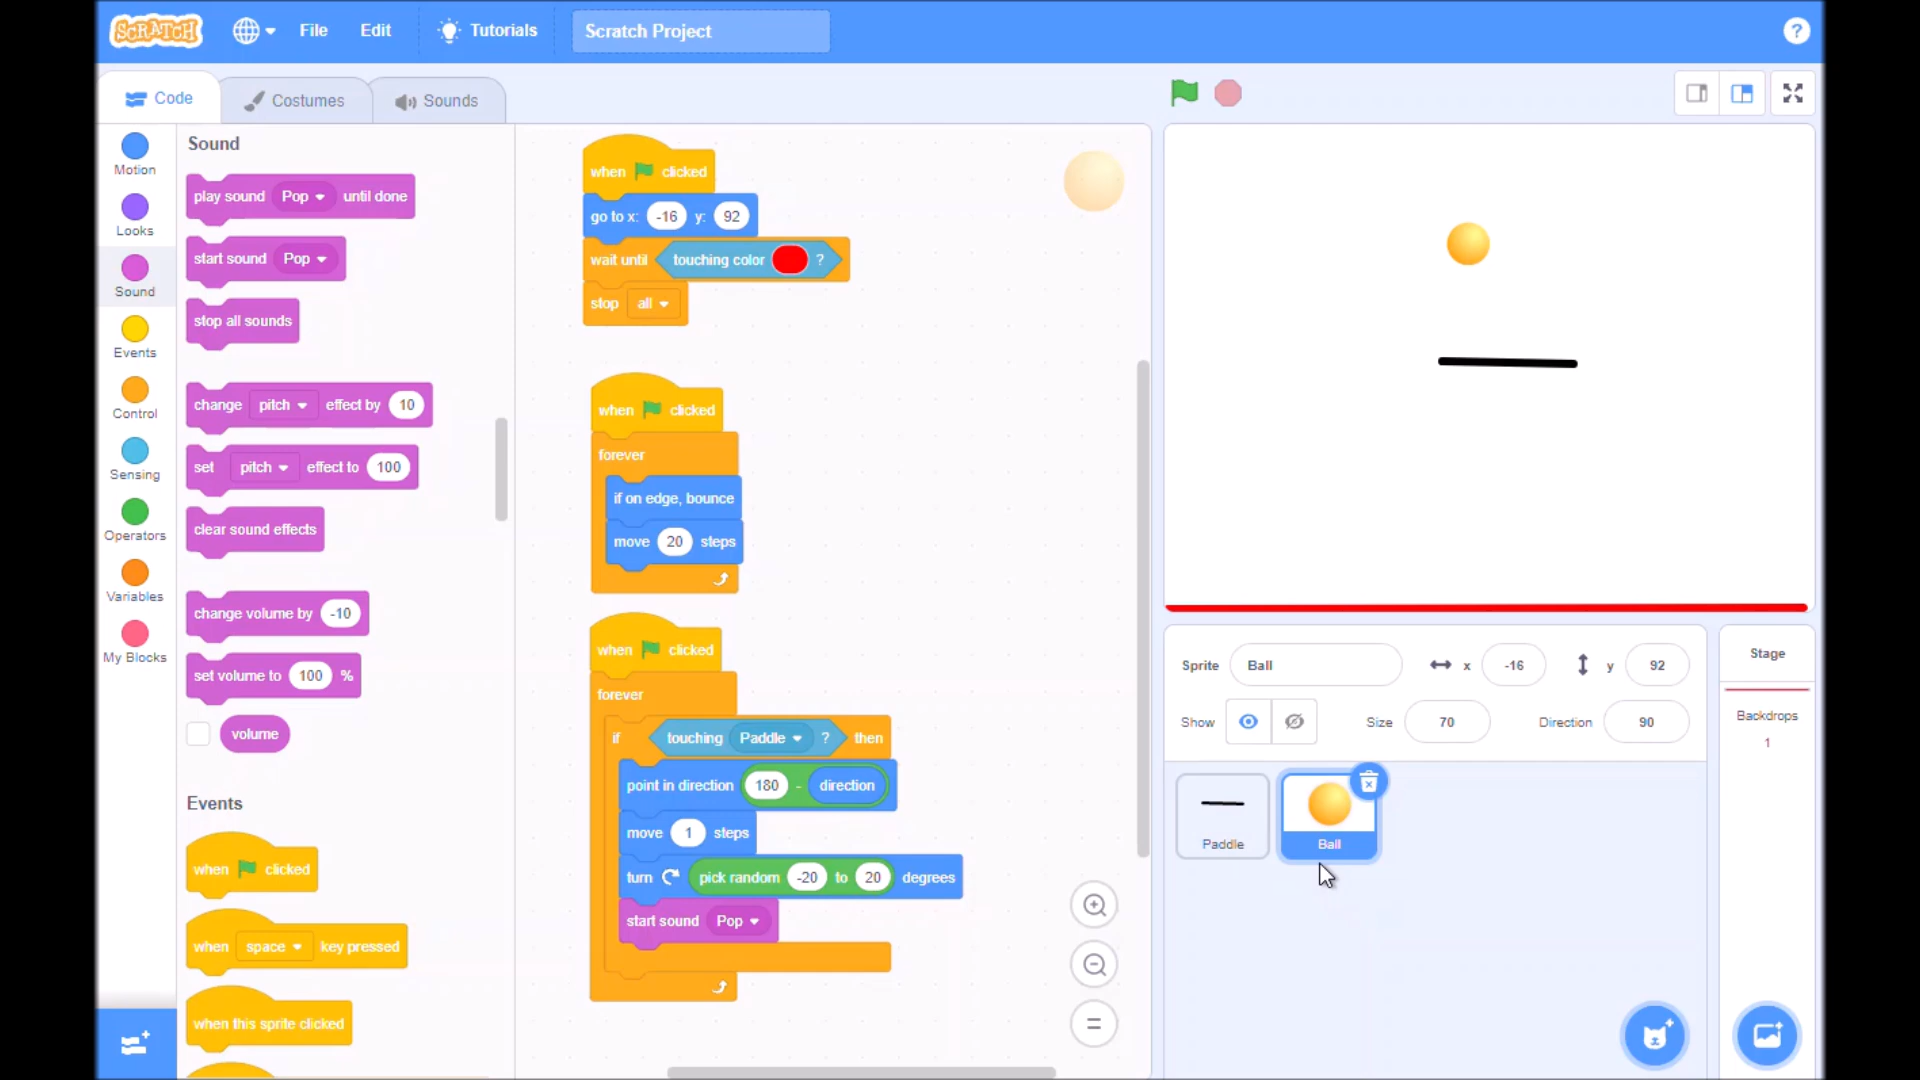 SCRATCH
File
Edit
Tutorials
Scratch Project
?
Code
Costumes
Sounds
Motion
Looks
Sound
Events
Control
Sensing
Operators
Variables
My Blocks
Sound
play sound Pop until done
start sound Pop
stop all sounds
change pitch effect by 10
set pitch effect to 100
clear sound effects
change volume by -10
set volume to 100 %
volume
Events
when clicked
when space key pressed
when this sprite clicked
when clicked
go to x: -16 y: 92
wait until touching color ?
stop all
when clicked
forever
if on edge, bounce
move 20 steps
when clicked
forever
if touching Paddle ? then
point in direction 180 - direction
move 1 steps
turn pick random -20 to 20 degrees
start sound Pop
Sprite Ball x -16 y 92
Show Size 70 Direction 90
Paddle
Ball
Stage
Backdrops
1